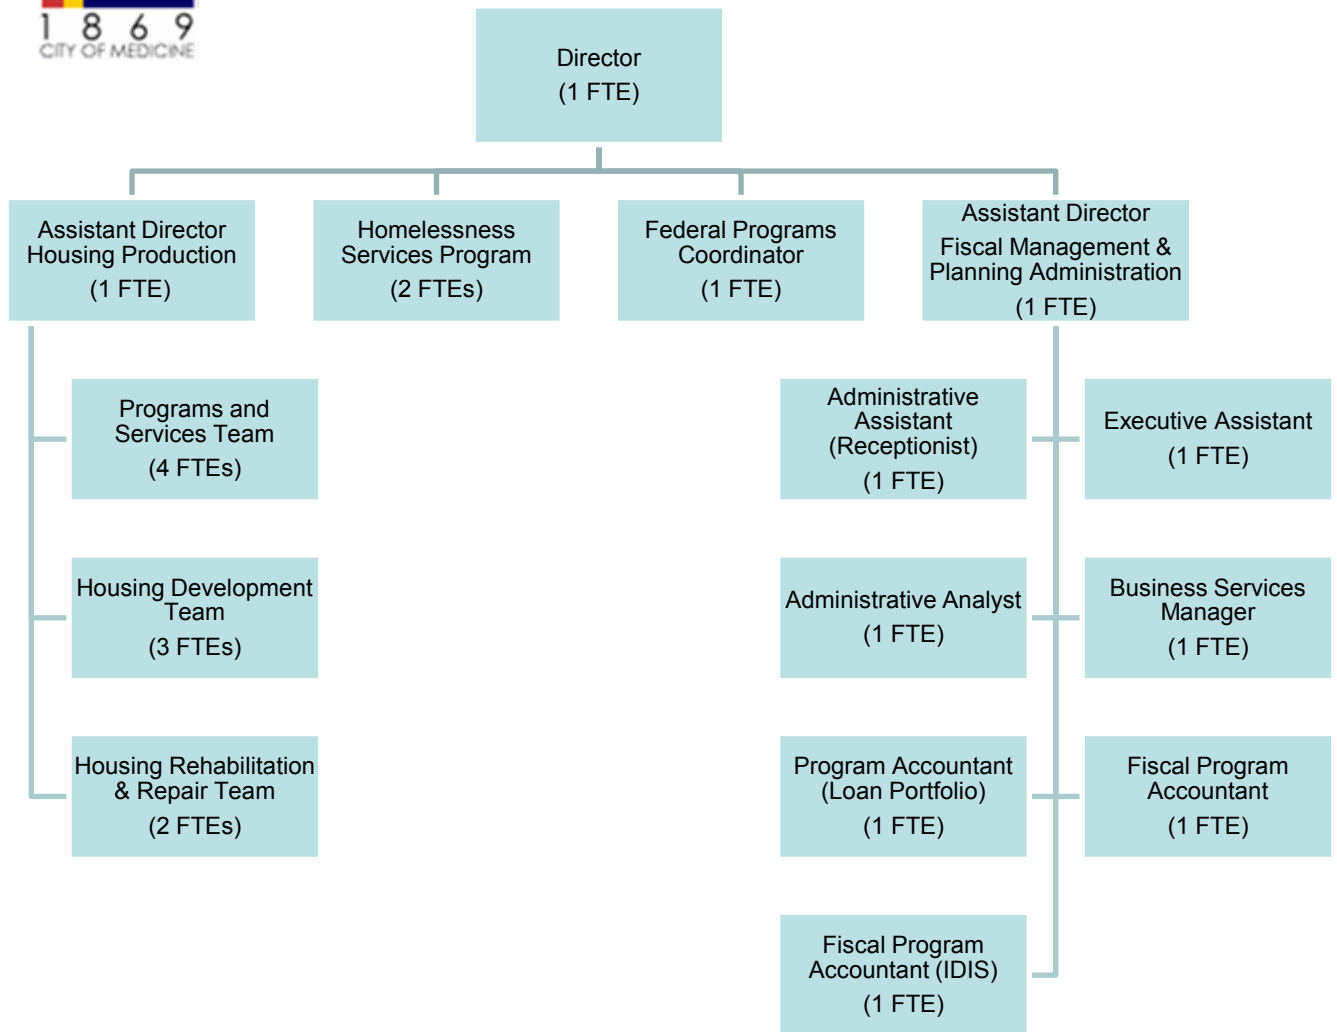 1 8 6 9
CITY OF MEDICINE
Director
(1 FTE)
Assistant Director
Housing Production
(1 FTE)
Homelessness
Services Program
(2 FTEs)
Federal Programs
Coordinator
(1 FTE)
Assistant Director
Fiscal Management &
Planning Administration
(1 FTE)
Programs and
Services Team
(4 FTEs)
Housing Development
Team
(3 FTEs)
Housing Rehabilitation
& Repair Team
(2 FTEs)
Administrative
Assistant
(Receptionist)
(1 FTE)
Executive Assistant
(1 FTE)
Administrative Analyst
(1 FTE)
Business Services
Manager
(1 FTE)
Program Accountant
(Loan Portfolio)
(1 FTE)
Fiscal Program
Accountant
(1 FTE)
Fiscal Program
Accountant (IDIS)
(1 FTE)